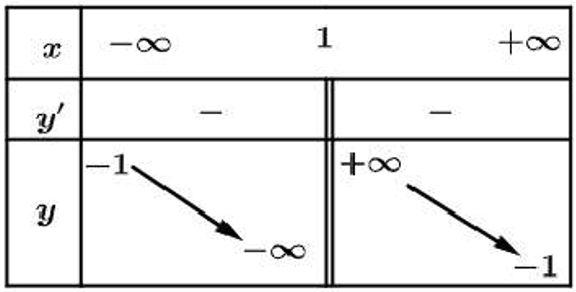 x −∞ 1 +∞
y′ − −
−1 +∞
y
−∞ −1